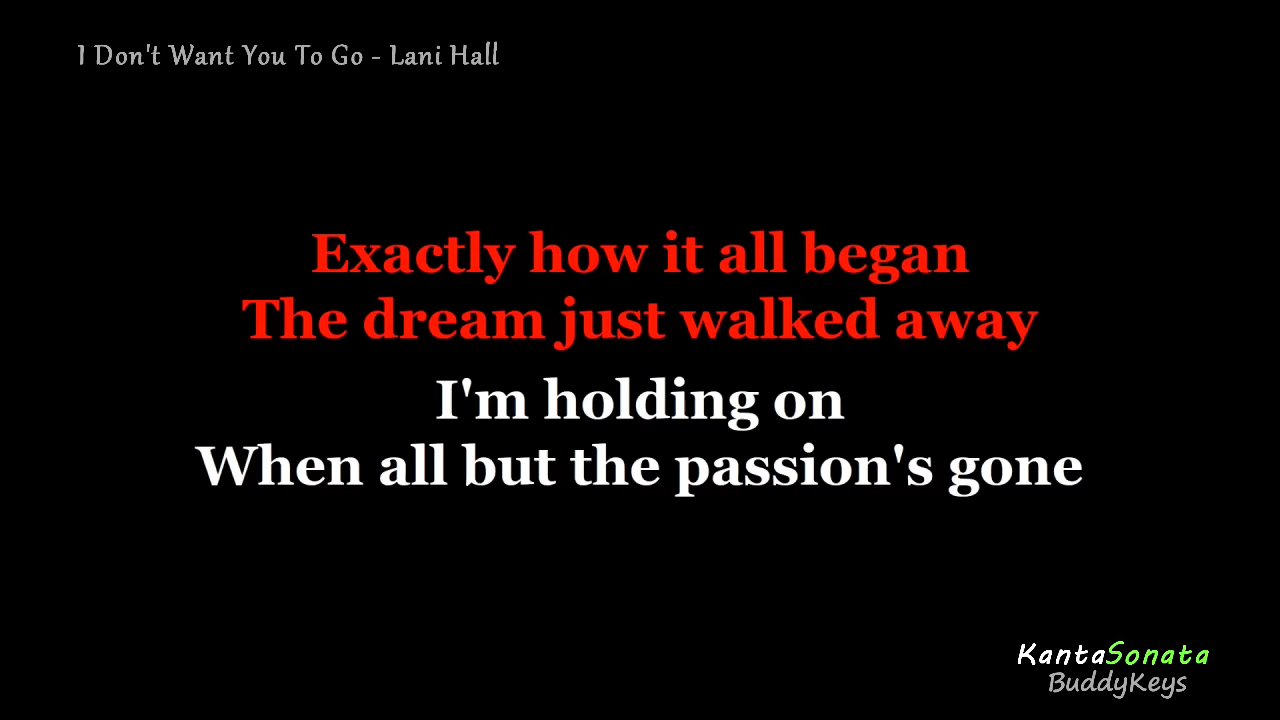 I Don't Want You To Go - Lani Hall
Exactly how it all began
The dream just walked away
I'm holding on
When all but the passion's gone
KantaSonata
BuddyKeys